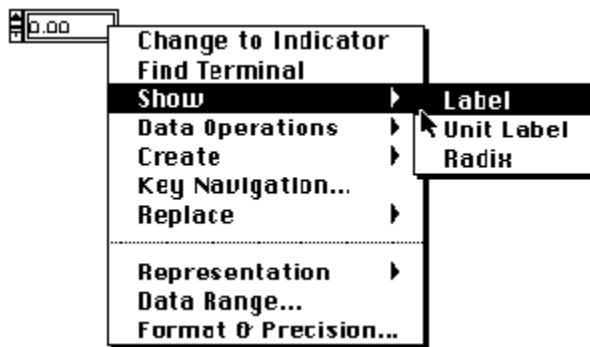 0.00
Change to Indicator
Find Terminal
Show
Label
Data Operations
Unit Label
Create
Radix
Key Navigation...
Replace
Representation
Data Range...
Format & Precision...